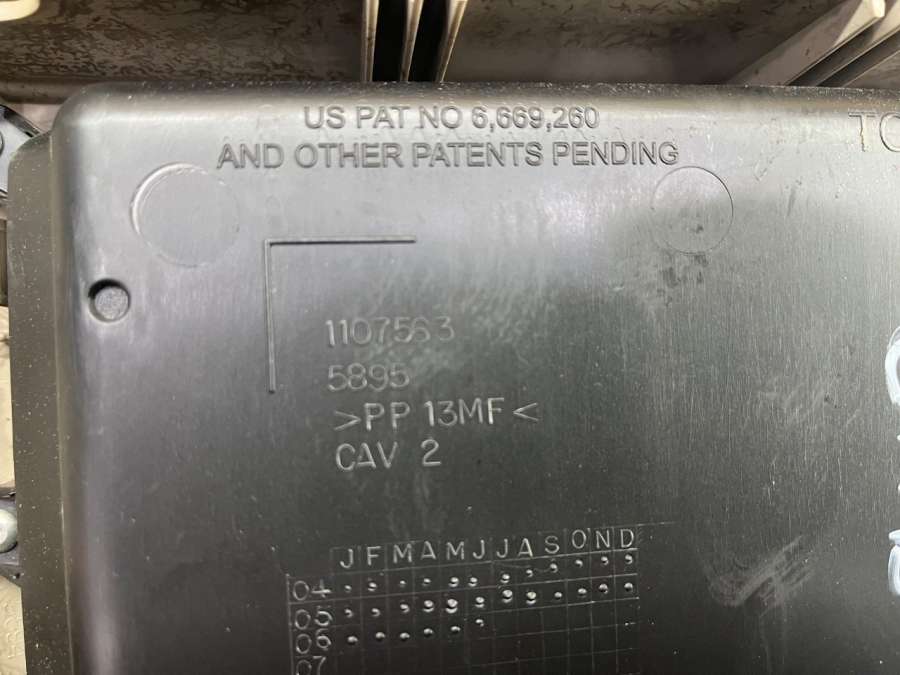 US PAT NO 6,669,260
AND OTHER PATENTS PENDING
1107563
5895
>PP 13MF<
CAV 2
J F M A M J J A S O N D
04
05
06
07